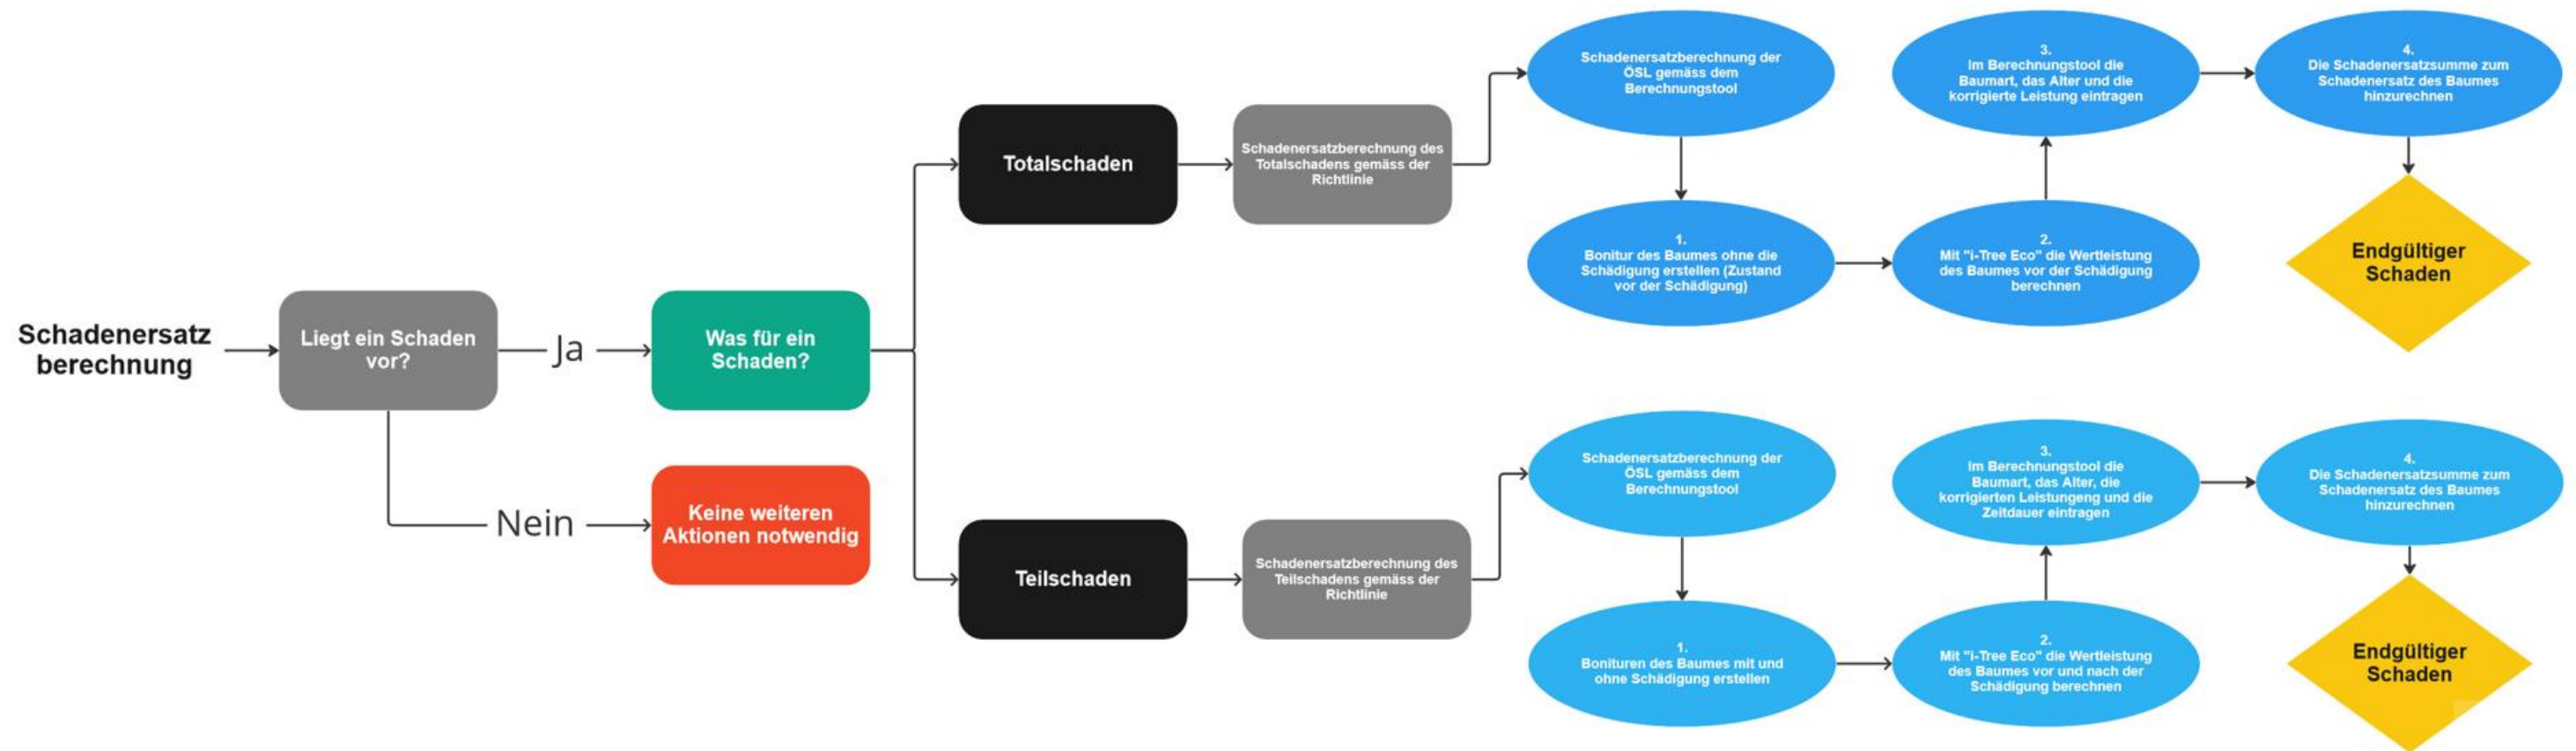 Schadenersatz
berechnung
Liegt ein Schaden
vor?
Ja
Nein
Was für ein
Schaden?
Keine weiteren
Aktionen notwendig
Totalschaden
Schadenersatzberechnung des
Totalschadens gemäss der
Richtlinie
Schadenersatzberechnung der
ÖSL gemäss dem
Berechnungstool
1.
Bonitur des Baumes ohne die
Schädigung erstellen (Zustand
vor der Schädigung)
2.
Mit "i-Tree Eco" die Wertleistung
des Baumes vor der Schädigung
berechnen
3.
Im Berechnungstool die
Baumart, das Alter und die
korrigierte Leistung eintragen
4.
Die Schadenersatzsumme zum
Schadenersatz des Baumes
hinzurechnen
Endgültiger
Schaden
Teilschaden
Schadenersatzberechnung des
Teilschadens gemäss der
Richtlinie
Schadenersatzberechnung der
ÖSL gemäss dem
Berechnungstool
1.
Bonituren des Baumes mit und
ohne Schädigung erstellen
2.
Mit "i-Tree Eco" die Wertleistung
des Baumes vor und nach der
Schädigung berechnen
3.
Im Berechnungstool die
Baumart, das Alter, die
korrigierten Leistungeng und die
Zeitdauer eintragen
4.
Die Schadenersatzsumme zum
Schadenersatz des Baumes
hinzurechnen
Endgültiger
Schaden